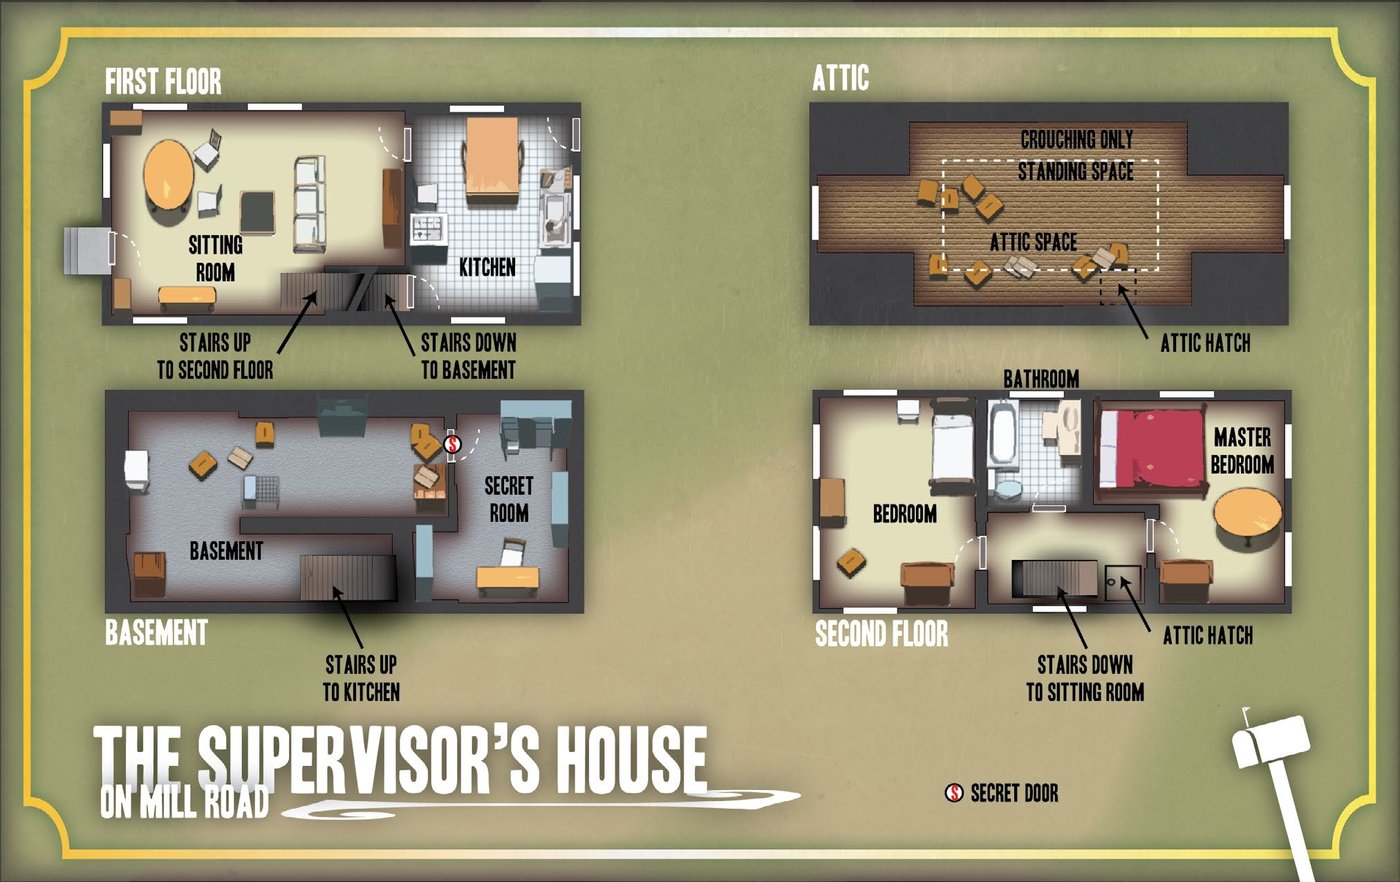 FIRST FLOOR
SITTING
ROOM
KITCHEN
STAIRS UP
TO SECOND FLOOR
STAIRS DOWN
TO BASEMENT
ATTIC
CROUCHING ONLY
STANDING SPACE
ATTIC SPACE
ATTIC HATCH
S
SECRET
ROOM
BASEMENT
BASEMENT
STAIRS UP
TO KITCHEN
BATHROOM
MASTER
BEDROOM
BEDROOM
SECOND FLOOR
ATTIC HATCH
STAIRS DOWN
TO SITTING ROOM
THE SUPERVISOR'S HOUSE
ON MILL ROAD
S SECRET DOOR